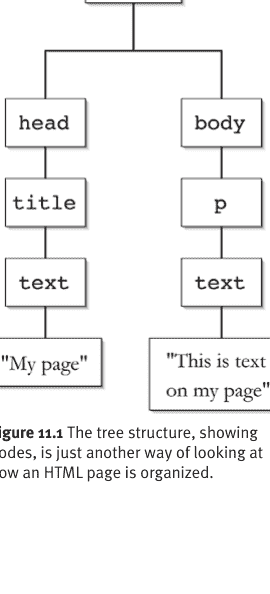 head
body
title
p
text
text
"My page"
"This is text
on my page"
igure 11.1 The tree structure, showing
odes, is just another way of looking at
ow an HTML page is organized.